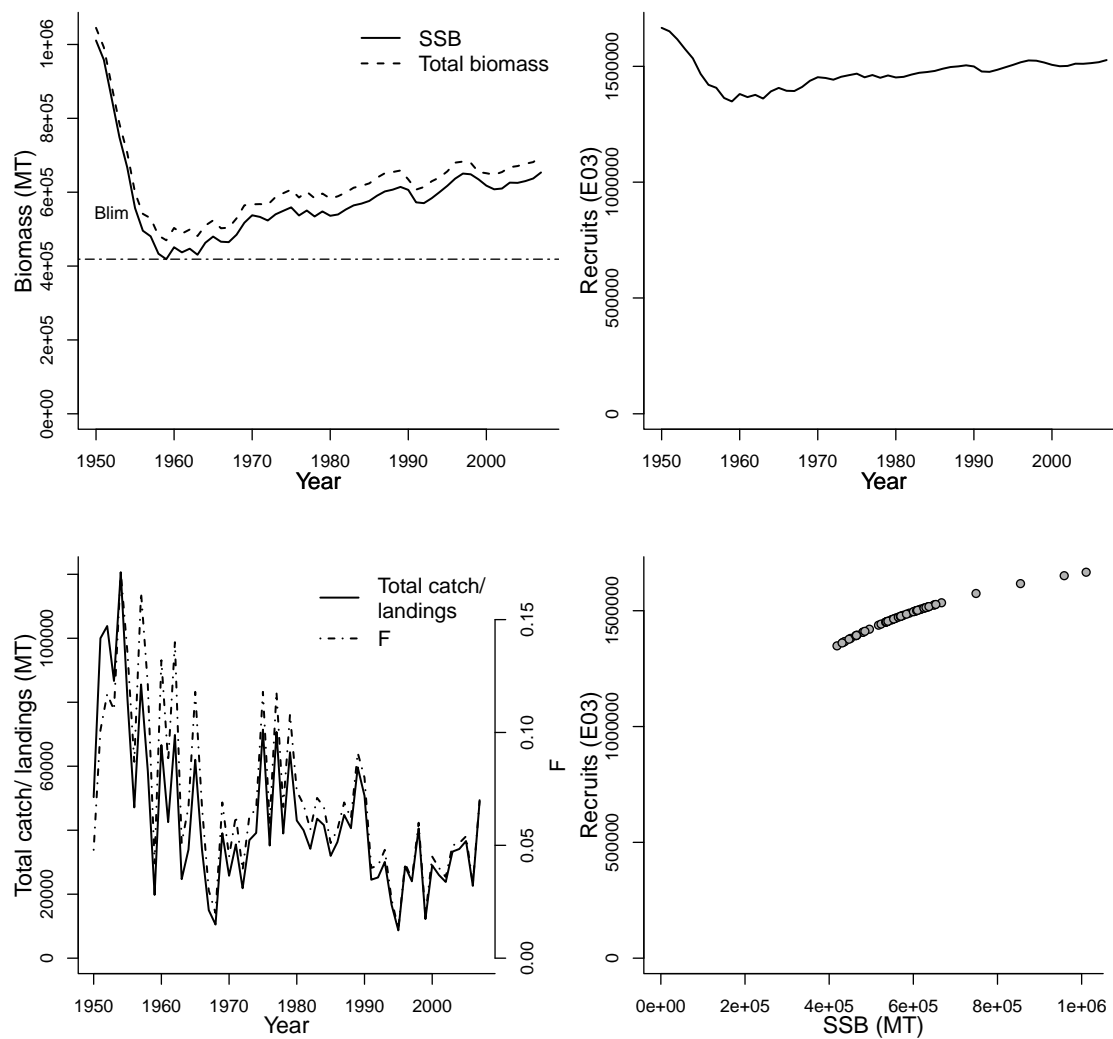 SSB
Total biomass
Blim
Biomass (MT)
0e+00
2e+05
4e+05
6e+05
8e+05
1e+06
1950
1960
1970
1980
1990
2000
Year
Recruits (E03)
0
500000
1000000
1500000
1950
1960
1970
1980
1990
2000
Year
Total catch/
landings
F
Total catch/ landings (MT)
0
20000
60000
100000
0.00
0.05
0.10
0.15
F
1950
1960
1970
1980
1990
2000
Year
Recruits (E03)
0
500000
1000000
1500000
0e+00
2e+05
4e+05
6e+05
8e+05
1e+06
SSB (MT)